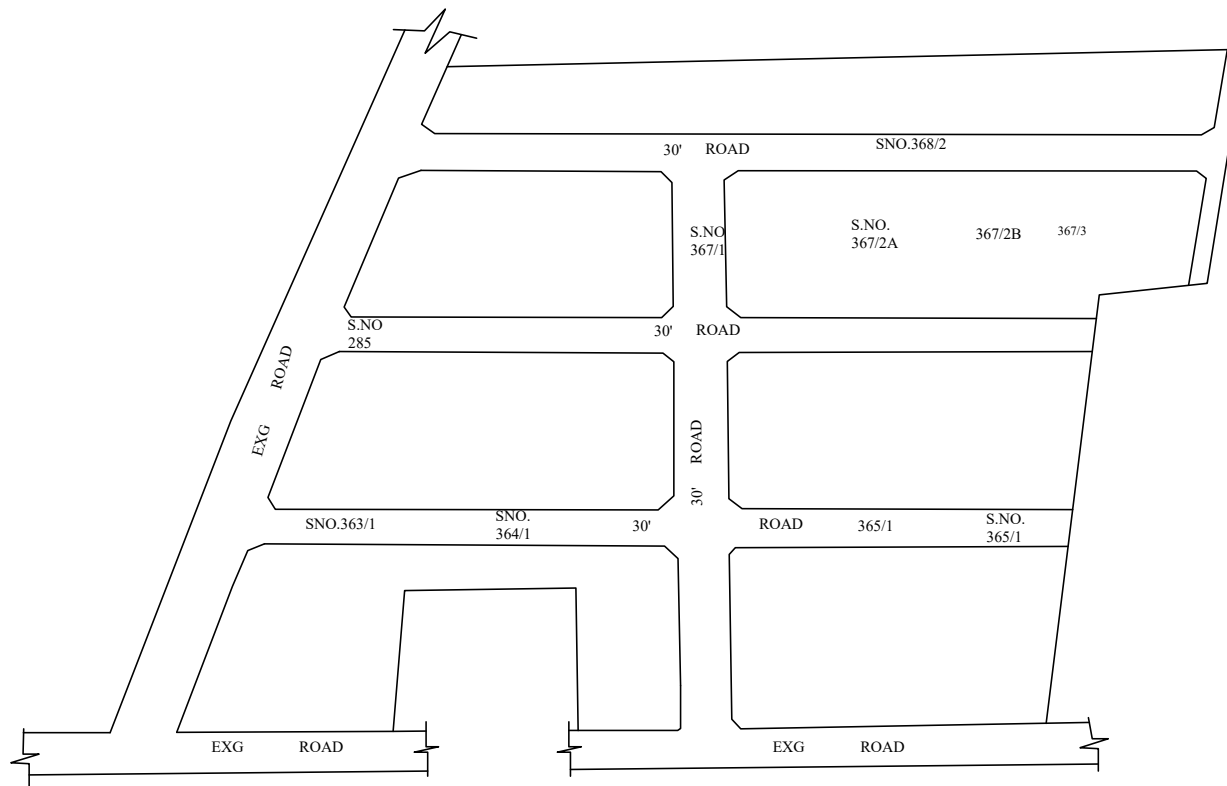 30' ROAD SNO.368/2
S.NO
367/1
S.NO.
367/2A
367/2B
367/3
S.NO
285
30' ROAD
EXG ROAD
ROAD
30'
SNO.363/1
SNO.
364/1
30' ROAD
365/1
S.NO.
365/1
EXG ROAD
EXG ROAD